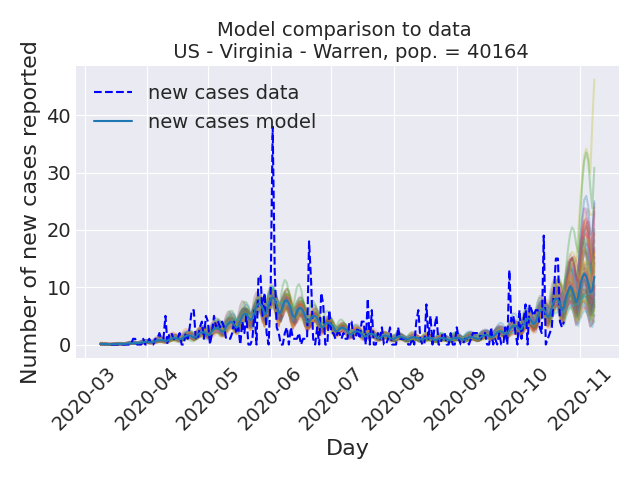 Model comparison to data
US - Virginia - Warren, pop. = 40164
new cases data
new cases model
Number of new cases reported
40
30
20
10
0
2020-03
2020-04
2020-05
2020-06
2020-07
2020-08
2020-09
2020-10
2020-11
Day